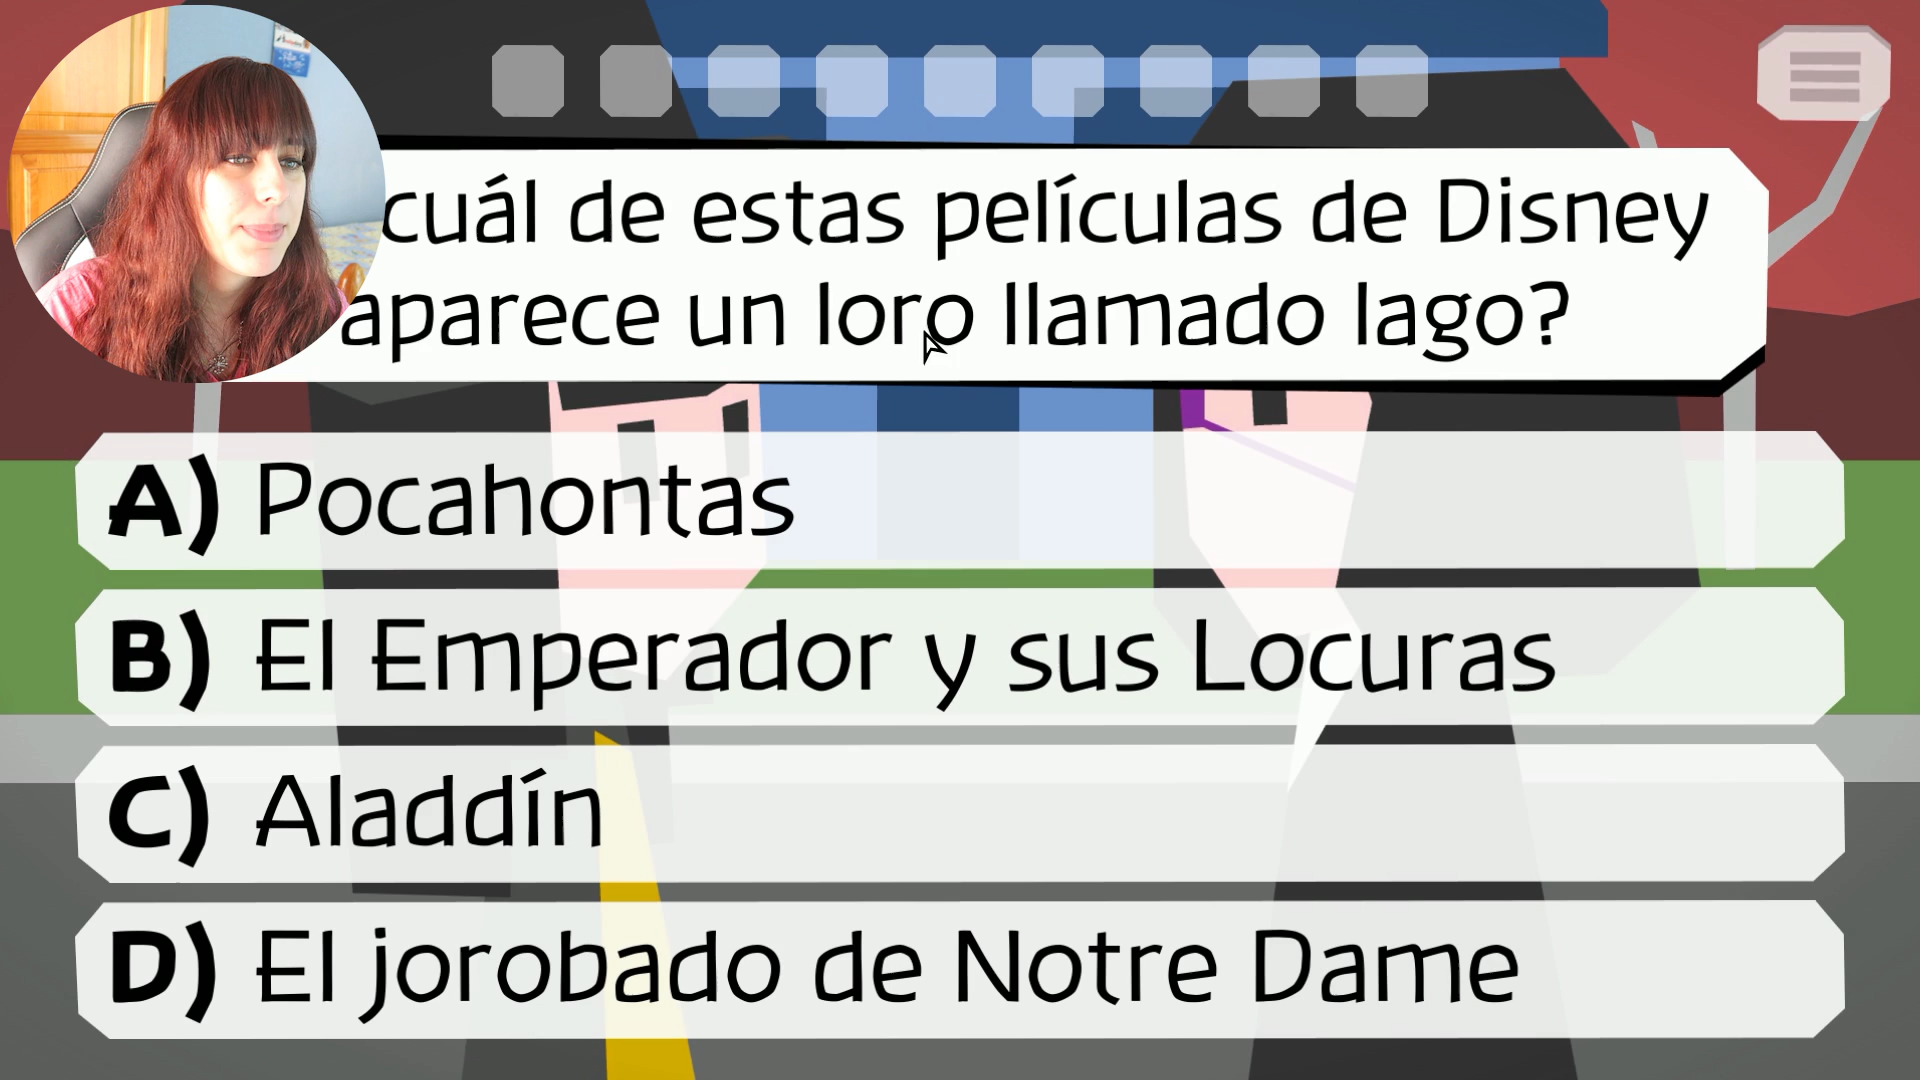 cuál de estas películas de Disney
aparece un loro llamado Iago?
A) Pocahontas
B) El Emperador y sus Locuras
C) Aladdín
D) El jorobado de Notre Dame